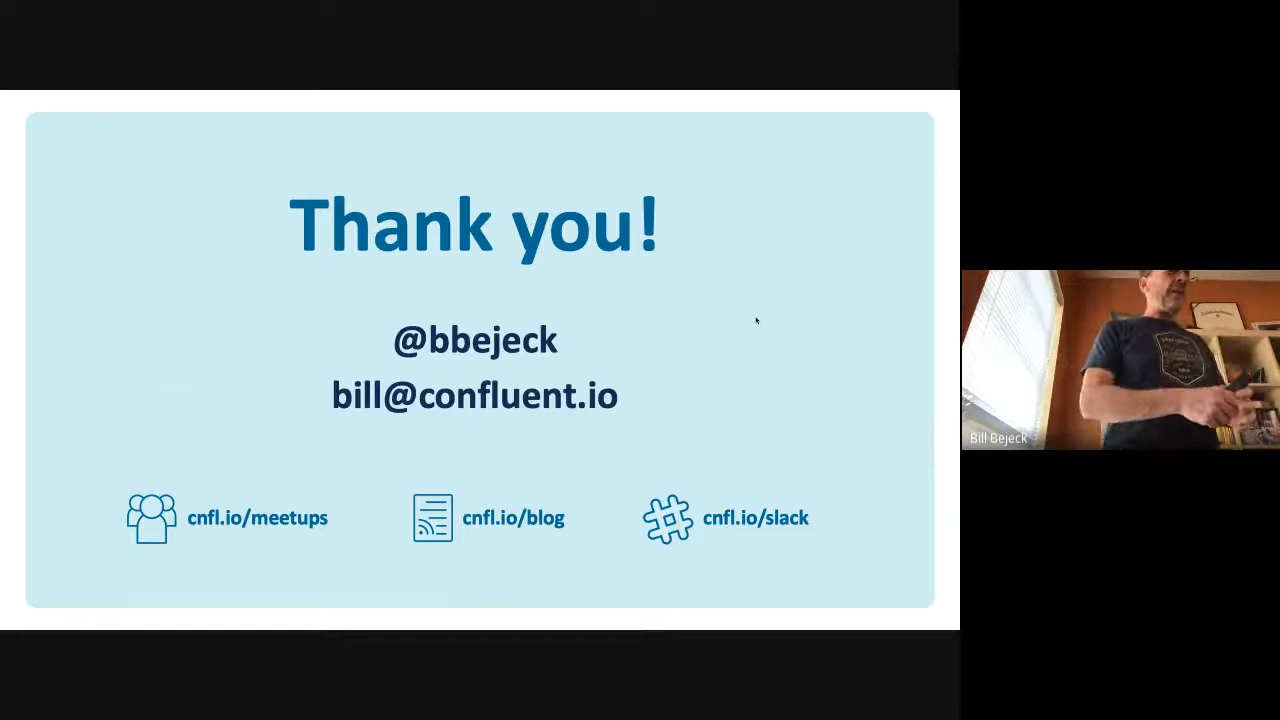 Thank you!
@bbejeck
bill@confluent.io
cnfl.io/meetups
cnfl.io/blog
cnfl.io/slack
Bill Bejeck